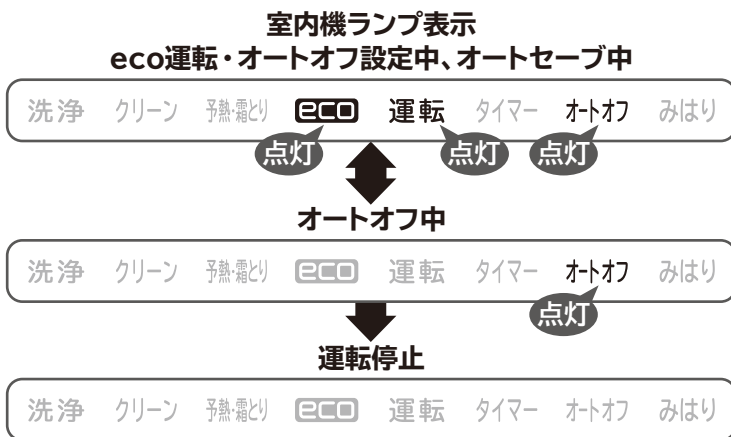 室内機ランプ表示
eco運転・オートオフ設定中、オートセーブ中
洗浄 クリーン 予熱・霜とり eco 運転 タイマー オートオフ みはり
点灯 点灯 点灯
オートオフ中
洗浄 クリーン 予熱・霜とり eco 運転 タイマー オートオフ みはり
点灯
運転停止
洗浄 クリーン 予熱・霜とり eco 運転 タイマー オートオフ みはり